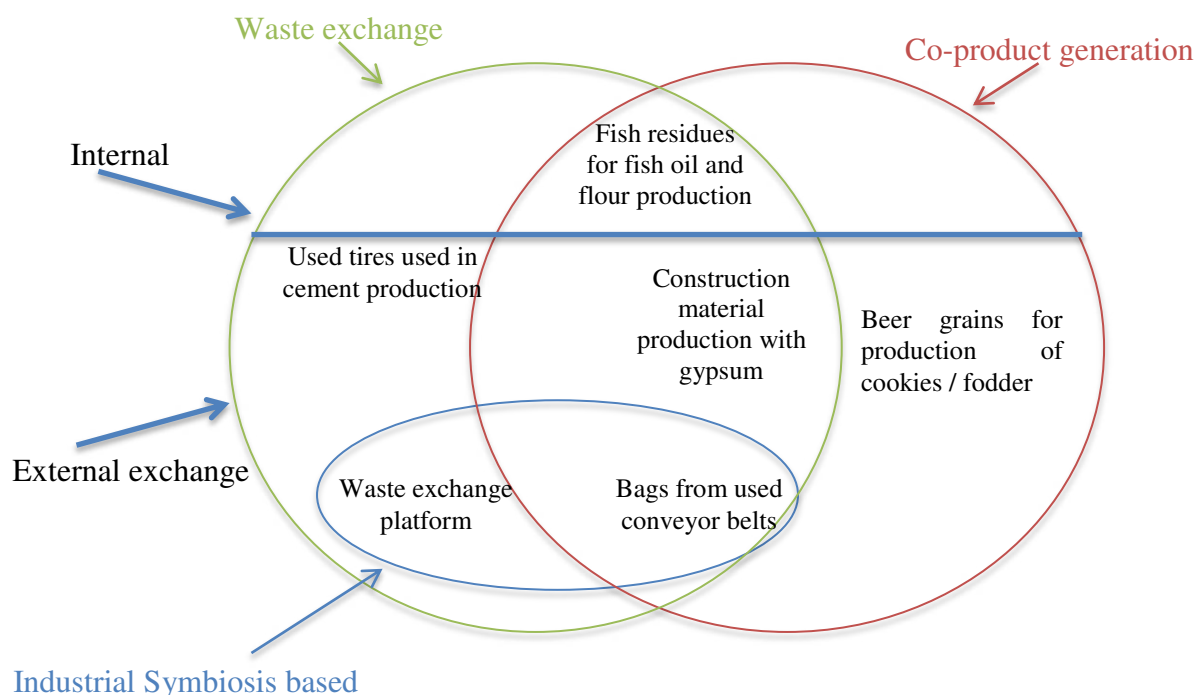 Waste exchange
Co-product generation
Fish residues
for fish oil and
flour production
Internal
Used tires used in
cement production
Construction
material
production with
gypsum
Beer grains for
production of
cookies / fodder
External exchange
Waste exchange
platform
Bags from used
conveyor belts
Industrial Symbiosis based